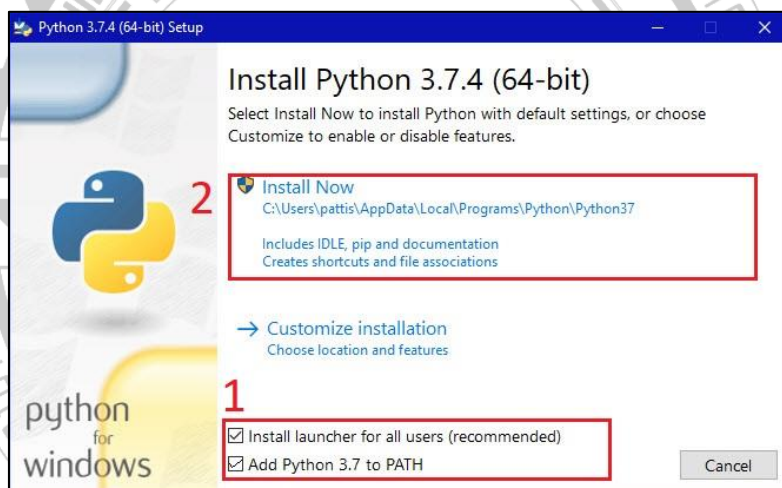 Python 3.7.4 (64-bit) Setup
Install Python 3.7.4 (64-bit)
Select Install Now to install Python with default settings, or choose
Customize to enable or disable features.
2
Install Now
C:\Users\pattis\AppData\Local\Programs\Python\Python37
Includes IDLE, pip and documentation
Creates shortcuts and file associations
Customize installation
Choose location and features
1
Install launcher for all users (recommended)
Add Python 3.7 to PATH
python
for
windows
Cancel